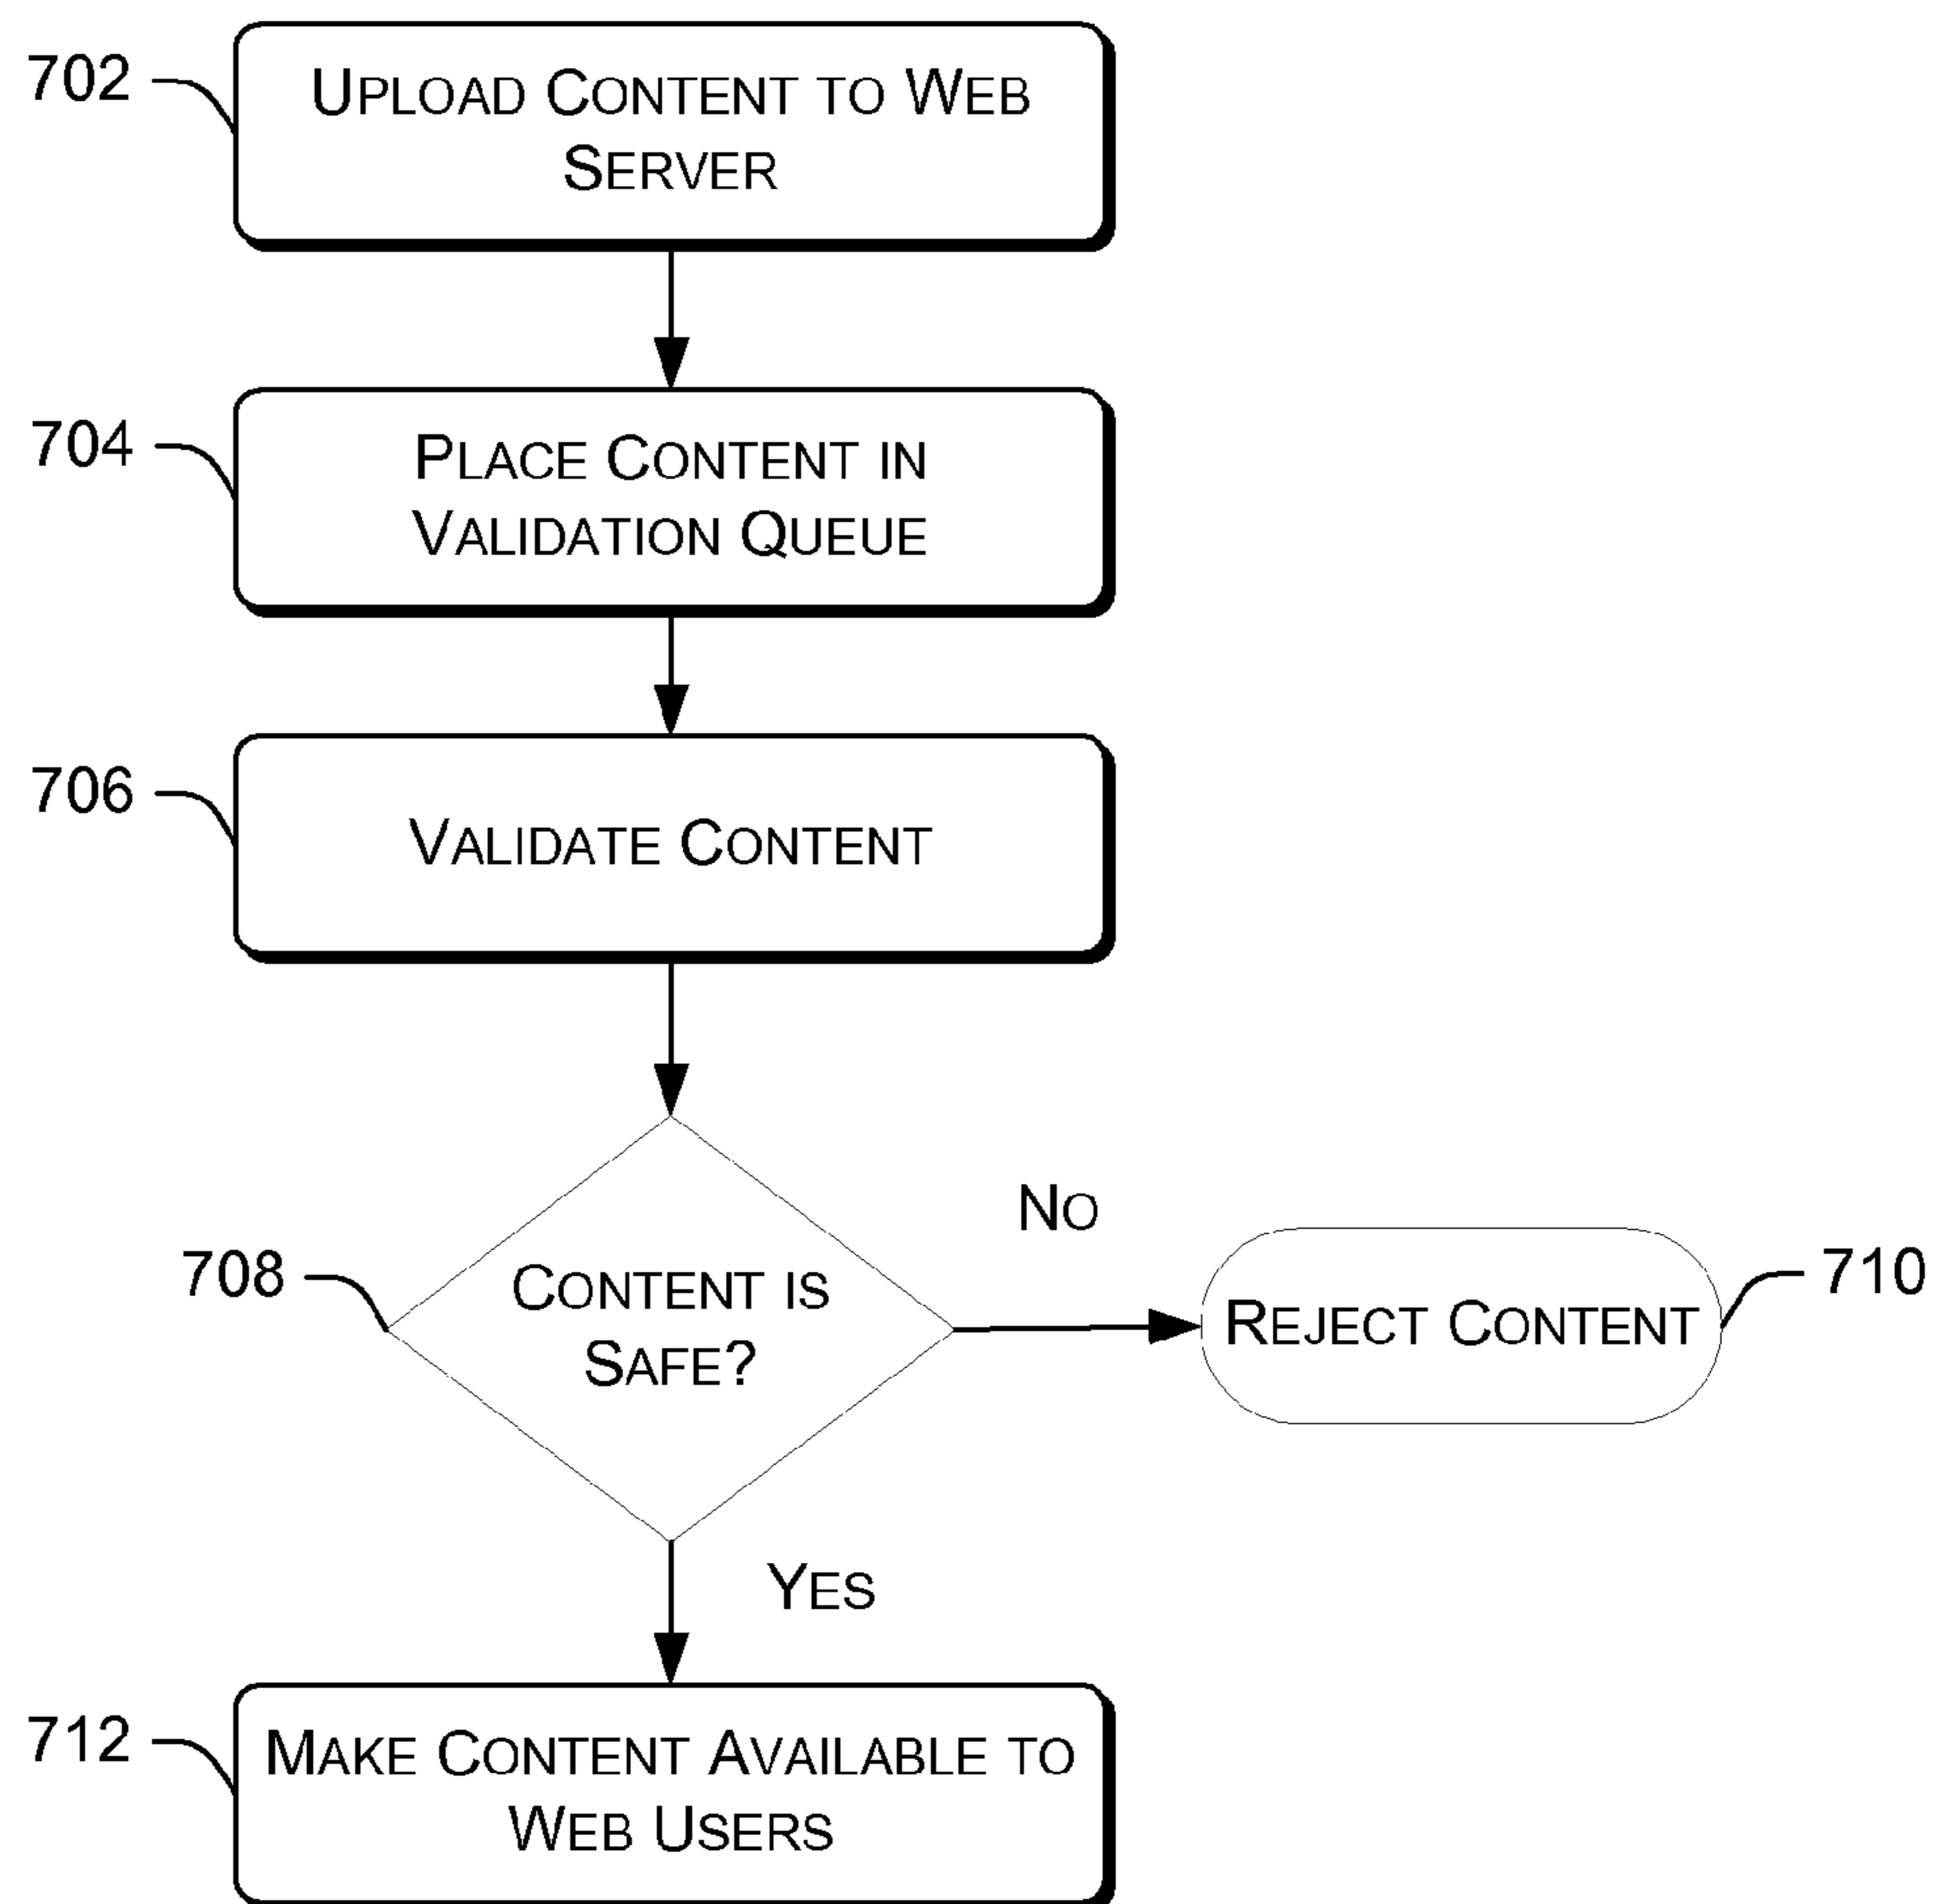 702
UPLOAD CONTENT TO WEB
SERVER
704
PLACE CONTENT IN
VALIDATION QUEUE
706
VALIDATE CONTENT
708
CONTENT IS
SAFE?
NO
REJECT CONTENT
710
YES
712
MAKE CONTENT AVAILABLE TO
WEB USERS